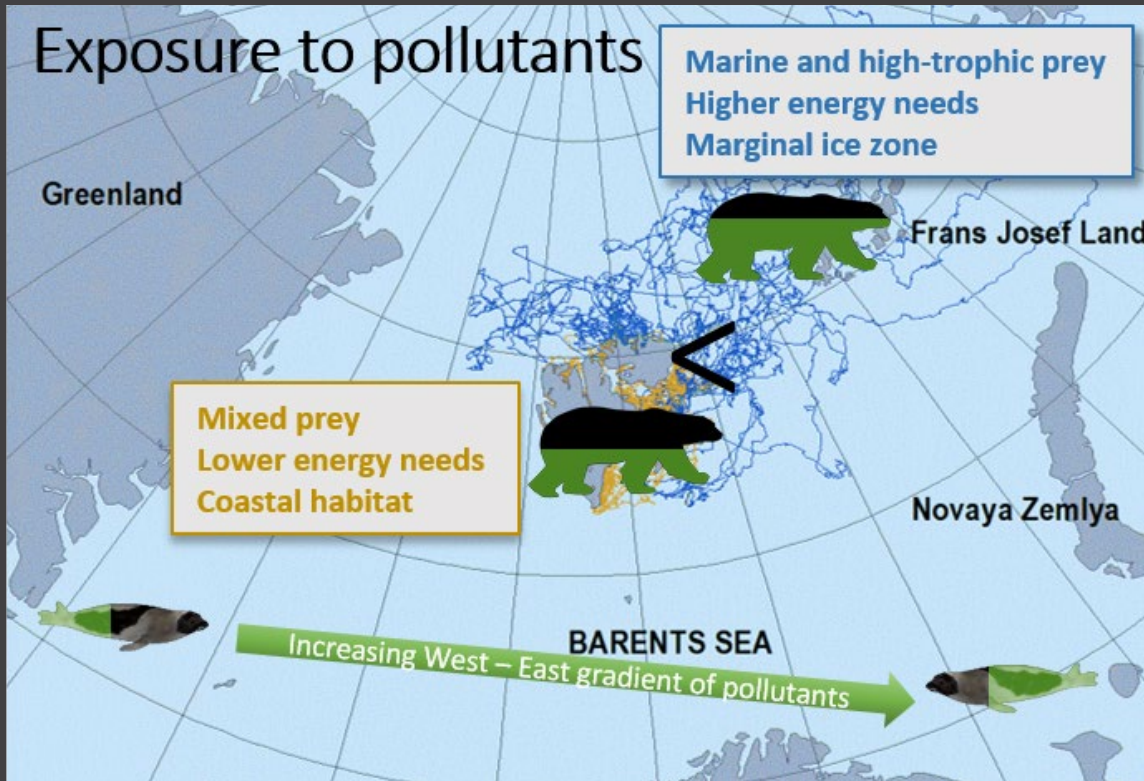 Exposure to pollutants
Marine and high-trophic prey
Higher energy needs
Marginal ice zone
Greenland
Frans Josef Land
<
Mixed prey
Lower energy needs
Coastal habitat
Novaya Zemlya
BARENTS SEA
Increasing West – East gradient of pollutants